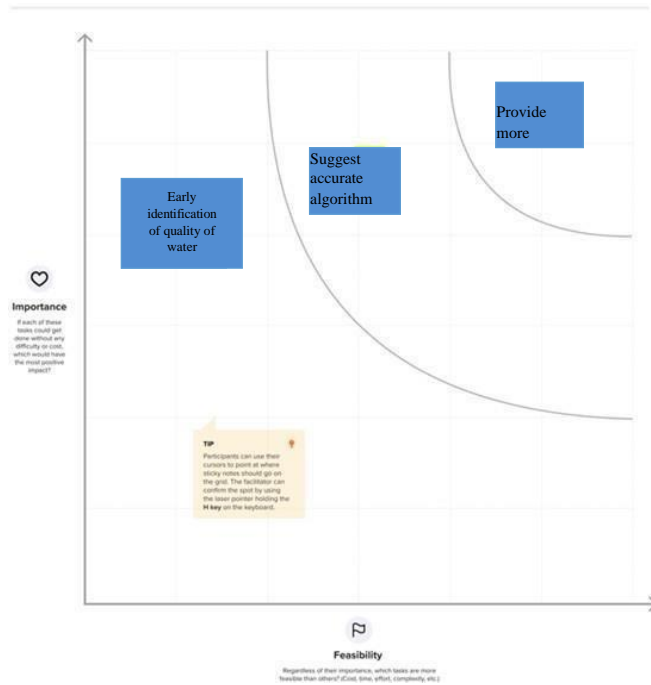 Provide
more
Suggest
accurate
algorithm
Early
identification
of quality of
water
Importance
If each of these
tasks could get
done without any
difficulty or cost,
which would have
the most positive
impact?
TIP
Participants can use their
cursors to point at where
sticky notes should go on
the grid. The facilitator can
confirm the spot by using
the laser pointer holding the
H key on the keyboard.
Feasibility
Regardless of their importance, which tasks are more
feasible than others? (Cost, time, effort, complexity, etc.)